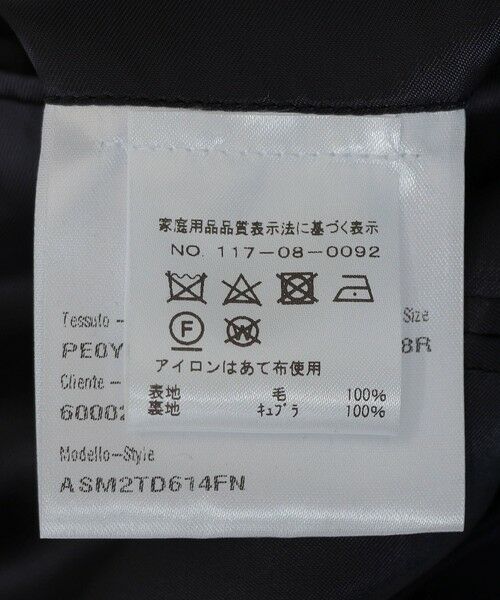 家庭用品品質表示法に基づく表示
NO. 117-08-0092
F W
アイロンはあて布使用
表地 毛 100%
裏地 キュプラ 100%
Tessuto- Size
PE0Y 8R
Cliente-
60002
Modello-Style
ASM2TD614FN